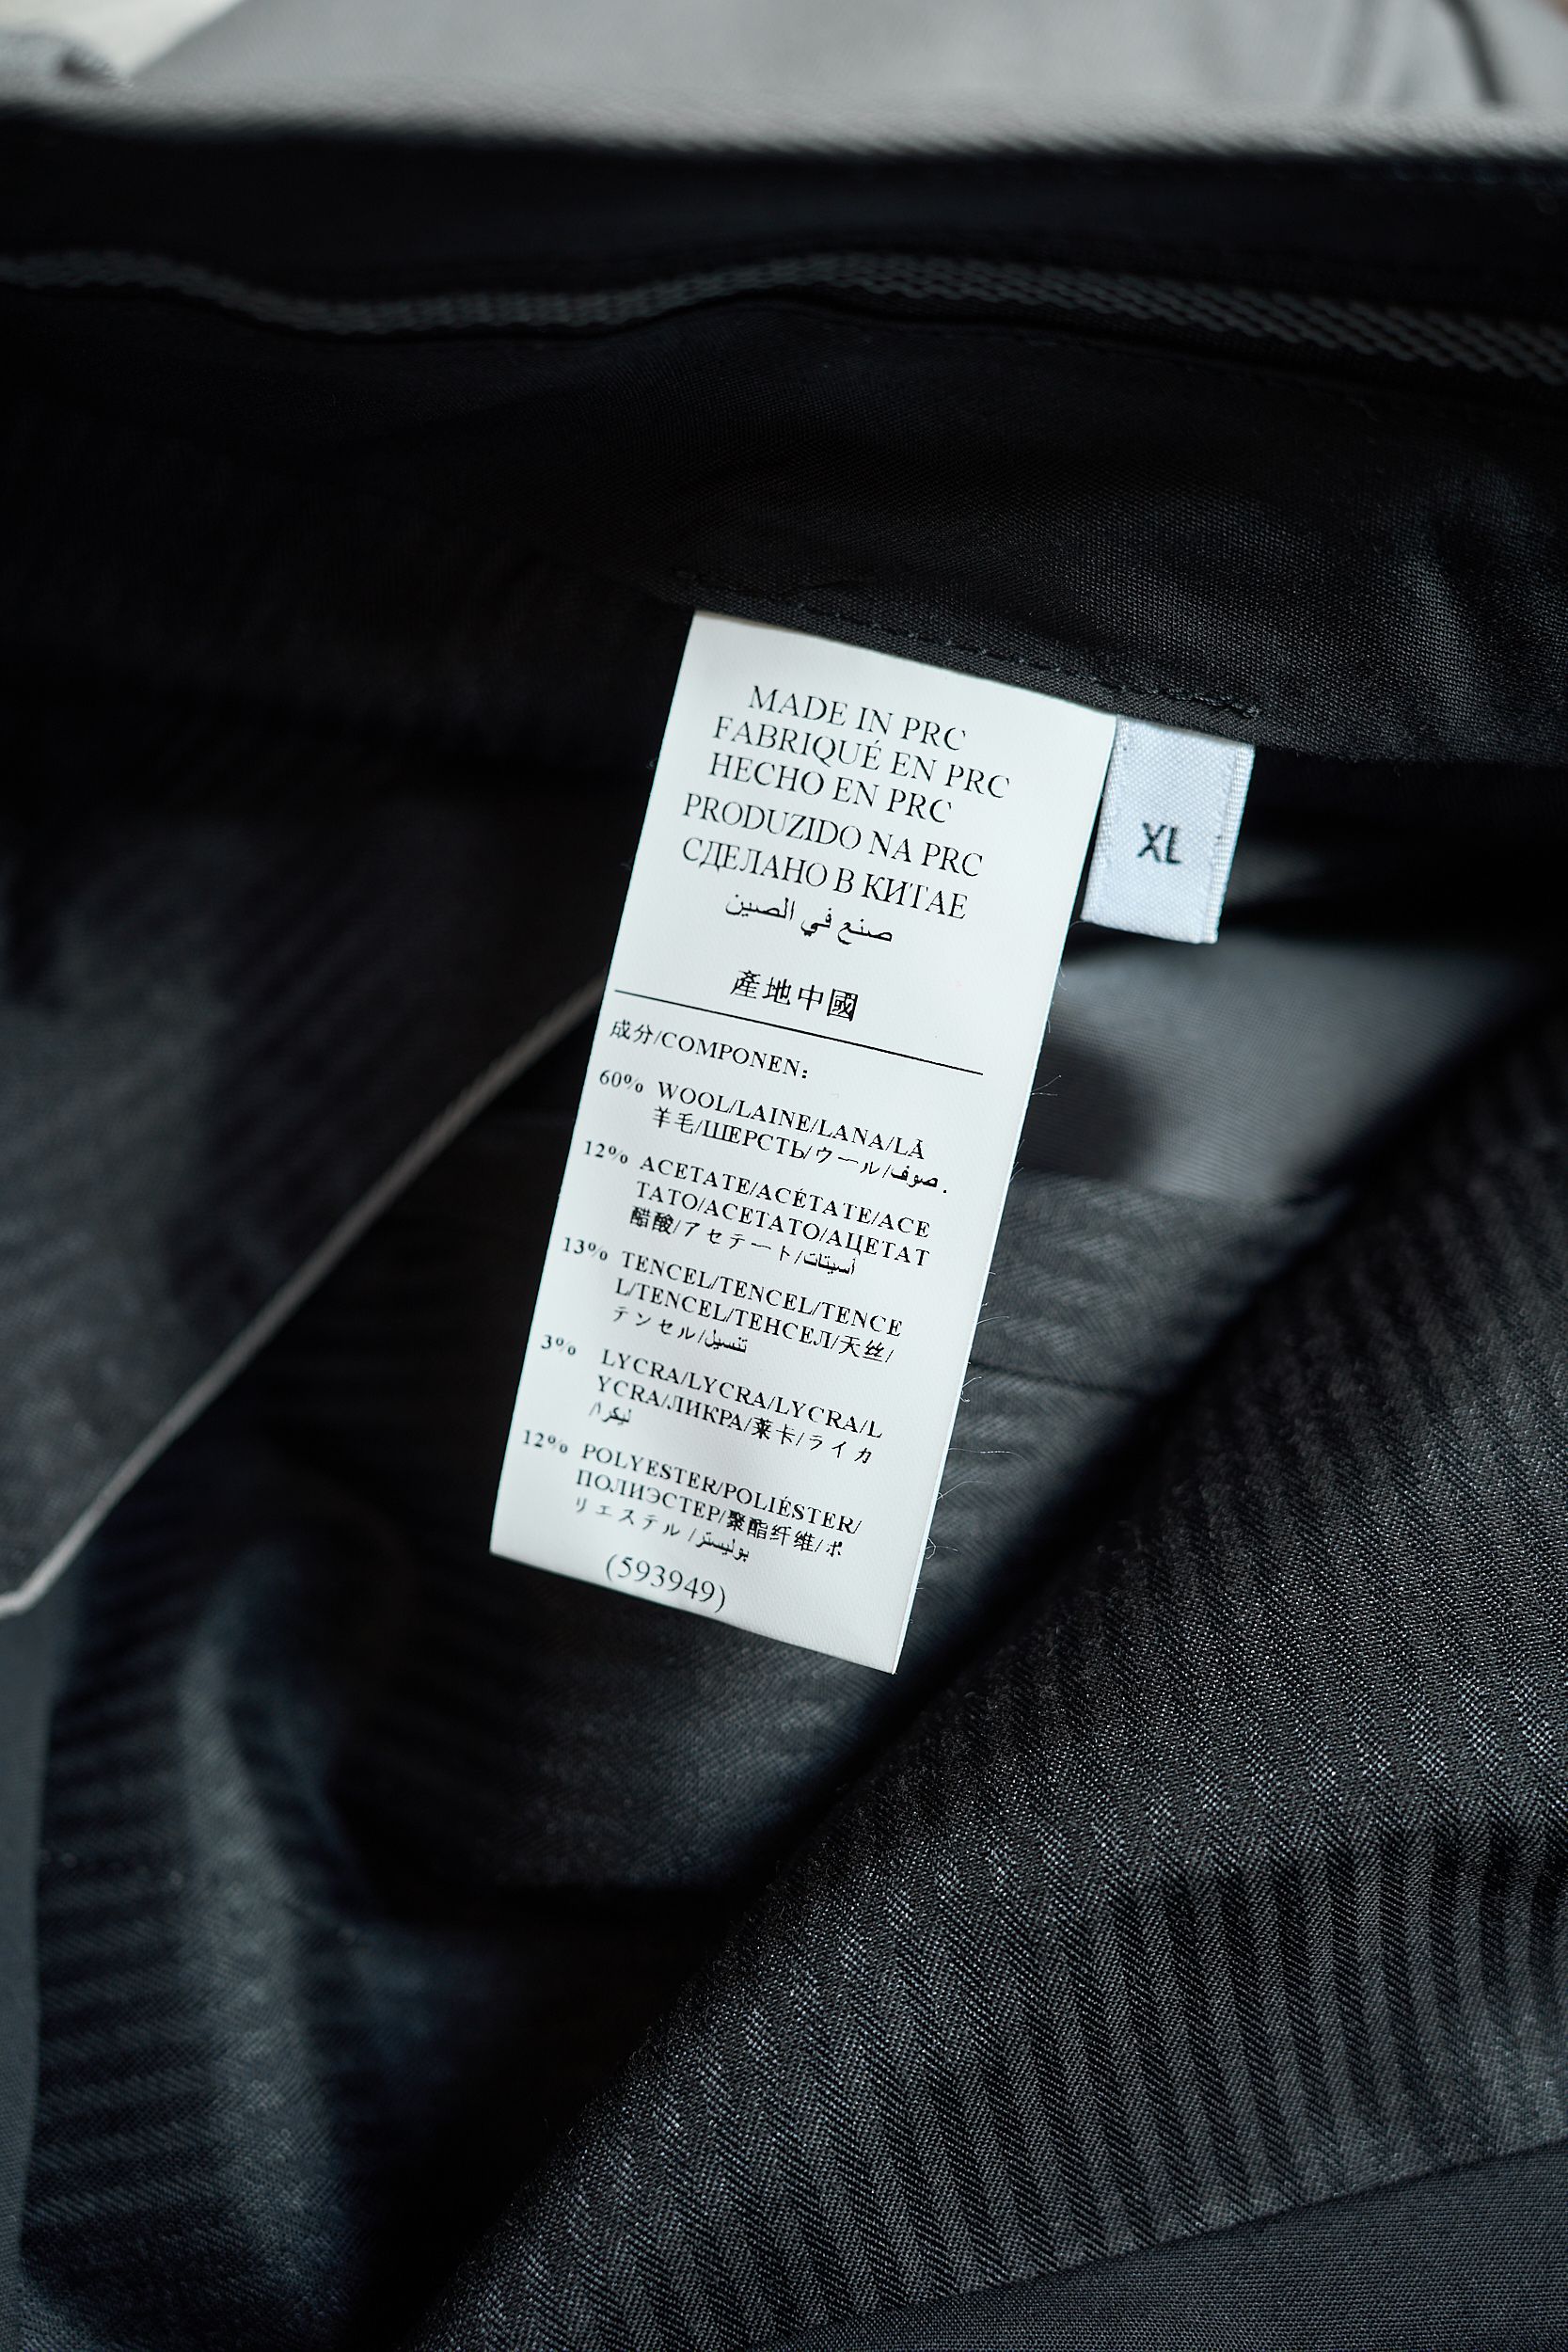 MADE IN PRC
FABRIQUÉ EN PRC
HECHO EN PRC
PRODUZIDO NA PRC
СДЕЛАНО В КИТАЕ
صنع في الصين
產地中國
XL
成分/COMPONEN:
60% WOOL/LAINE/LANA/LÃ
羊毛/ШЕРСТЬ/ウール/صوف.
12% ACETATE/ACÉTATE/ACE
TATO/ACETATO/АЦЕТАТ
醋酸/アセテート/أسيتات
13% TENCEL/TENCEL/TENCE
L/TENCEL/ТЕНСЕЛ/天丝/
テンセル/تنسيل
3% LYCRA/LYCRA/LYCRA/L
YCRA/ЛИКРА/莱卡/ライカ
/ليكرا
12% POLYESTER/POLIÉSTER/
ПОЛИЭСТЕР/聚酯纤维/ポ
リエステル/بوليستر
(593949)